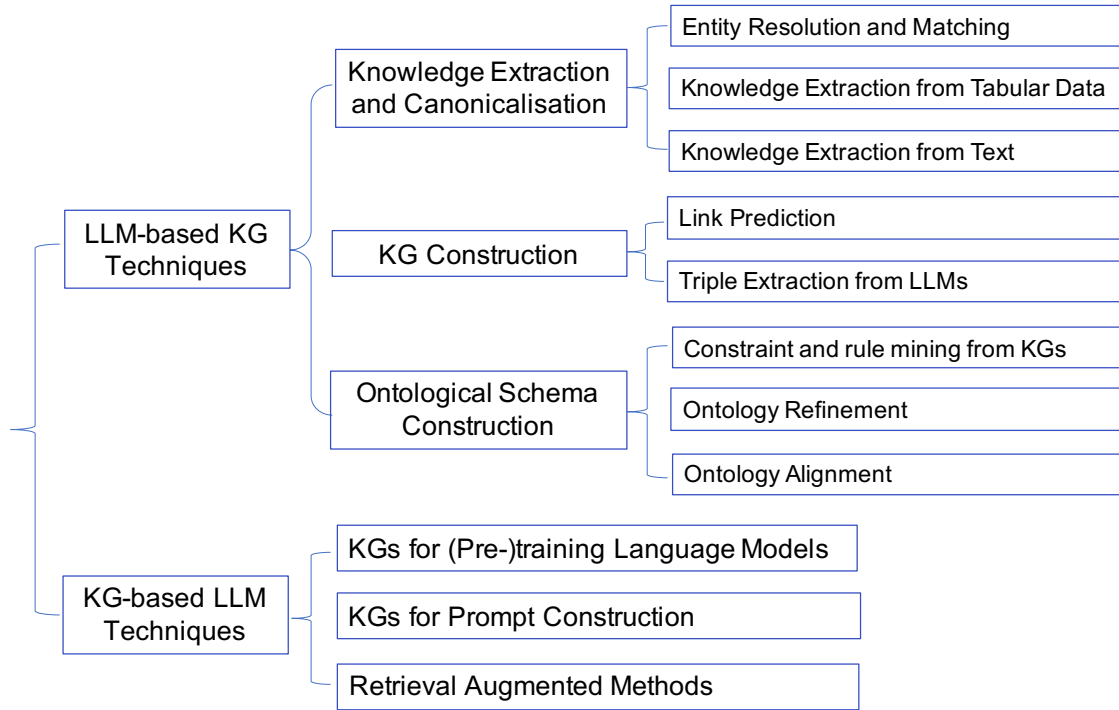 Entity Resolution and Matching
Knowledge Extraction
and Canonicalisation
Knowledge Extraction from Tabular Data
Knowledge Extraction from Text
LLM-based KG
Techniques
Link Prediction
KG Construction
Triple Extraction from LLMs
Constraint and rule mining from KGs
Ontological Schema
Construction
Ontology Refinement
Ontology Alignment
KGs for (Pre-)training Language Models
KG-based LLM
Techniques
KGs for Prompt Construction
Retrieval Augmented Methods